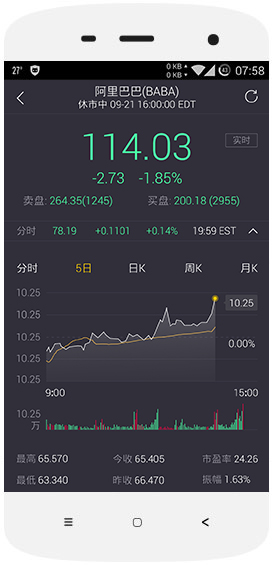 27°
0 KB
0 KB
43
07:58
阿里巴巴(BABA)
休市中 09-21 16:00:00 EDT
114.03
实时
-2.73 -1.85%
卖盘: 264.35(1245) 买盘: 200.18 (2955)
分时 78.19 +0.1101 +0.14% 19:59 EST
分时 5日 日K 周K 月K
10.25
10.25
10.25
10.25
10.25
10.25
0.00%
9:00 15:00
10.25
万
最高 65.570 今收 65.405 市盈率 24.26
最低 63.340 昨收 66.470 振幅 1.63%